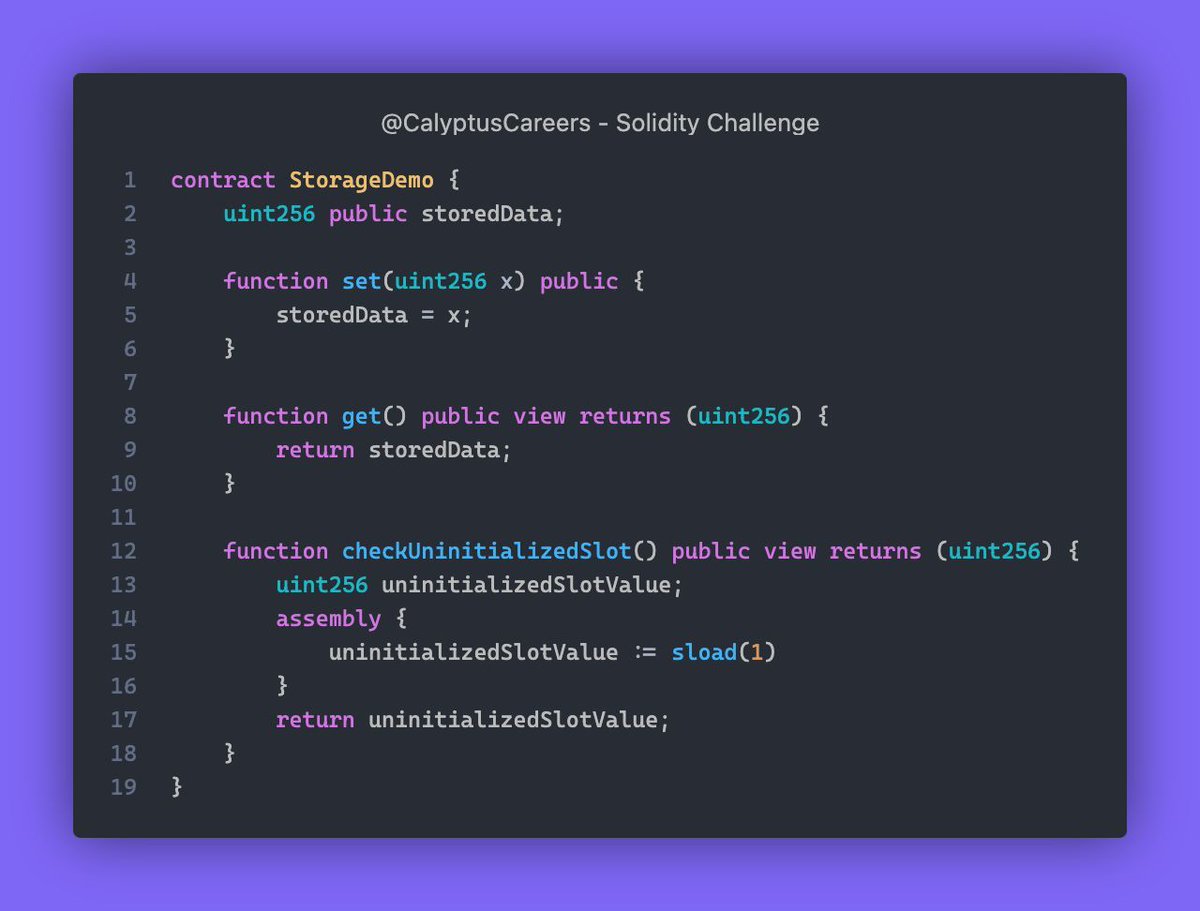 @CalyptusCareers - Solidity Challenge
1 contract StorageDemo {
2     uint256 public storedData;
3
4     function set(uint256 x) public {
5         storedData = x;
6     }
7
8     function get() public view returns (uint256) {
9         return storedData;
10     }
11
12     function checkUninitializedSlot() public view returns (uint256) {
13         uint256 uninitializedSlotValue;
14         assembly {
15             uninitializedSlotValue := sload(1)
16         }
17         return uninitializedSlotValue;
18     }
19 }